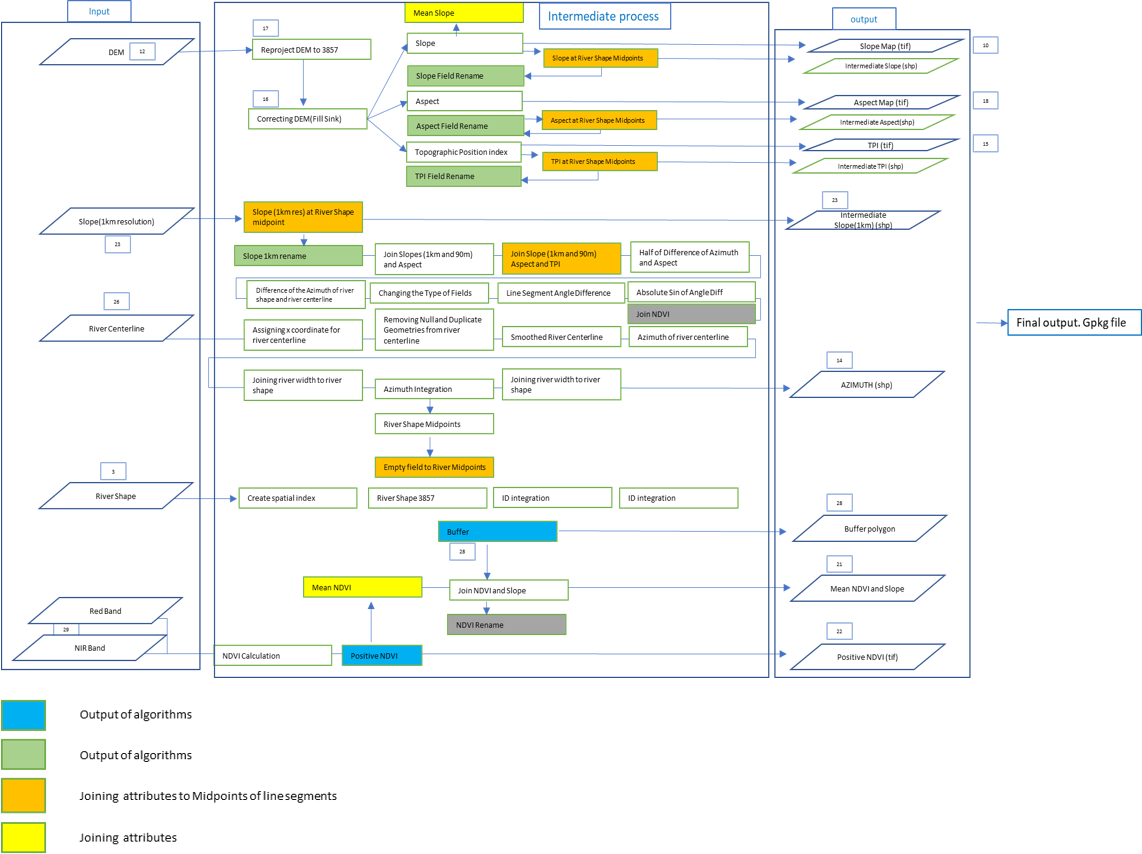 Input
Intermediate process
output
DEM
12
17
Reproject DEM to 3857
16
Correcting DEM(Fill Sink)
Mean Slope
Slope
Slope at River Shape Midpoints
Slope Field Rename
Aspect
Aspect Field Rename
Aspect at River Shape Midpoints
Topographic Position index
TPI Field Rename
TPI at River Shape Midpoints
Slope Map (tif)
10
Intermediate Slope (shp)
Aspect Map (tif)
18
Intermediate Aspect(shp)
TPI (tif)
15
Intermediate TPI (shp)
Slope(1km resolution)
23
Slope (1km res) at River Shape
midpoint
23
Intermediate
Slope(1km) (shp)
Slope 1km rename
Join Slopes (1km and 90m)
and Aspect
Join Slope (1km and 90m)
Aspect and TPI
Half of Difference of Azimuth
and Aspect
Difference of the Azimuth of river
shape and river centerline
Changing the Type of Fields
Line Segment Angle Difference
Absolute Sin of Angle Diff
Join NDVI
26
River Centerline
Assigning x coordinate for
river centerline
Removing Null and Duplicate
Geometries from river
centerline
Smoothed River Centerline
Azimuth of river centerline
Final output. Gpkg file
Joining river width to river
shape
Azimuth Integration
Joining river width to river
shape
14
AZIMUTH (shp)
River Shape Midpoints
Empty field to River Midpoints
3
River Shape
Create spatial index
River Shape 3857
ID integration
ID integration
Buffer
28
28
Buffer polygon
Mean NDVI
Join NDVI and Slope
21
Mean NDVI and Slope
NDVI Rename
Red Band
29
NIR Band
NDVI Calculation
Positive NDVI
22
Positive NDVI (tif)
Output of algorithms
Output of algorithms
Joining attributes to Midpoints of line segments
Joining attributes